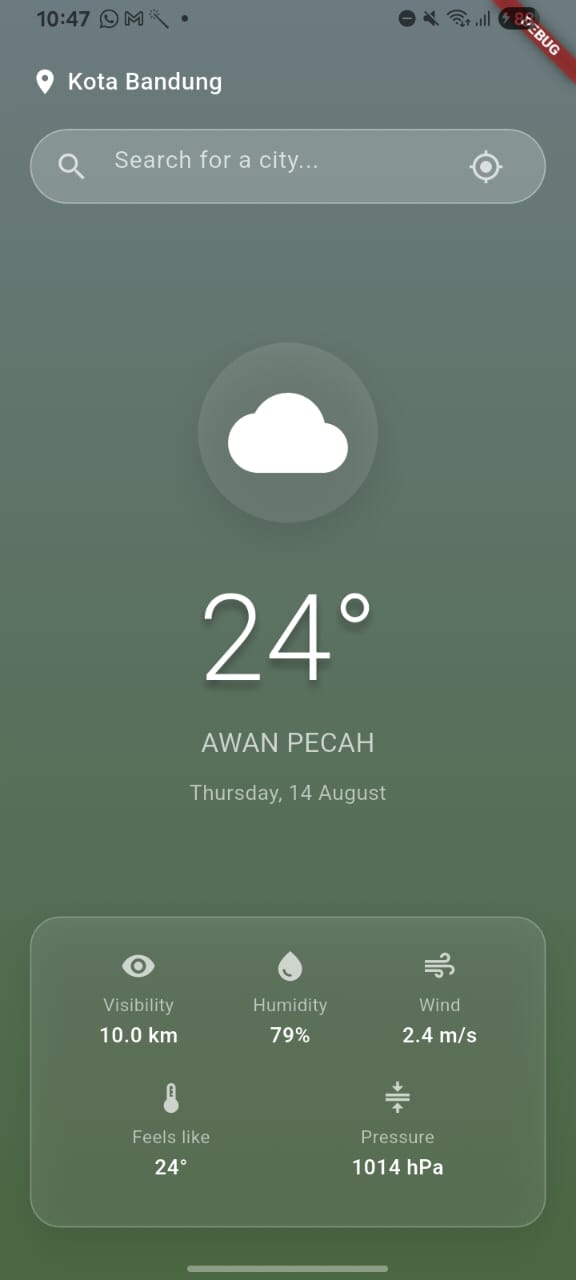 10:47
DEBUG
Kota Bandung
Search for a city...
24°
AWAN PECAH
Thursday, 14 August
Visibility Humidity Wind
10.0 km 79% 2.4 m/s
Feels like Pressure
24° 1014 hPa